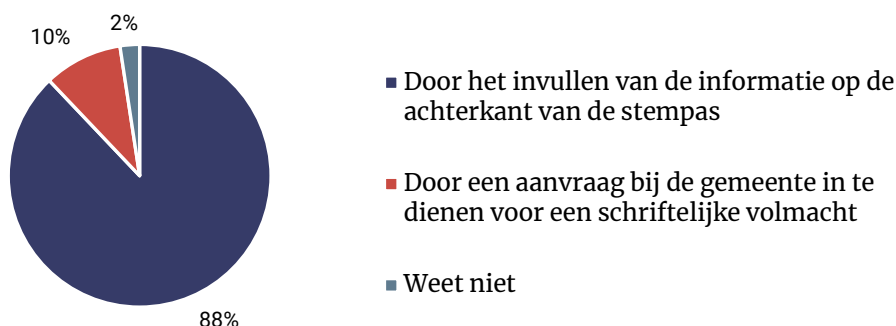 2%
10%
Door het invullen van de informatie op de
achterkant van de stempas
Door een aanvraag bij de gemeente in te
dienen voor een schriftelijke volmacht
Weet niet
88%